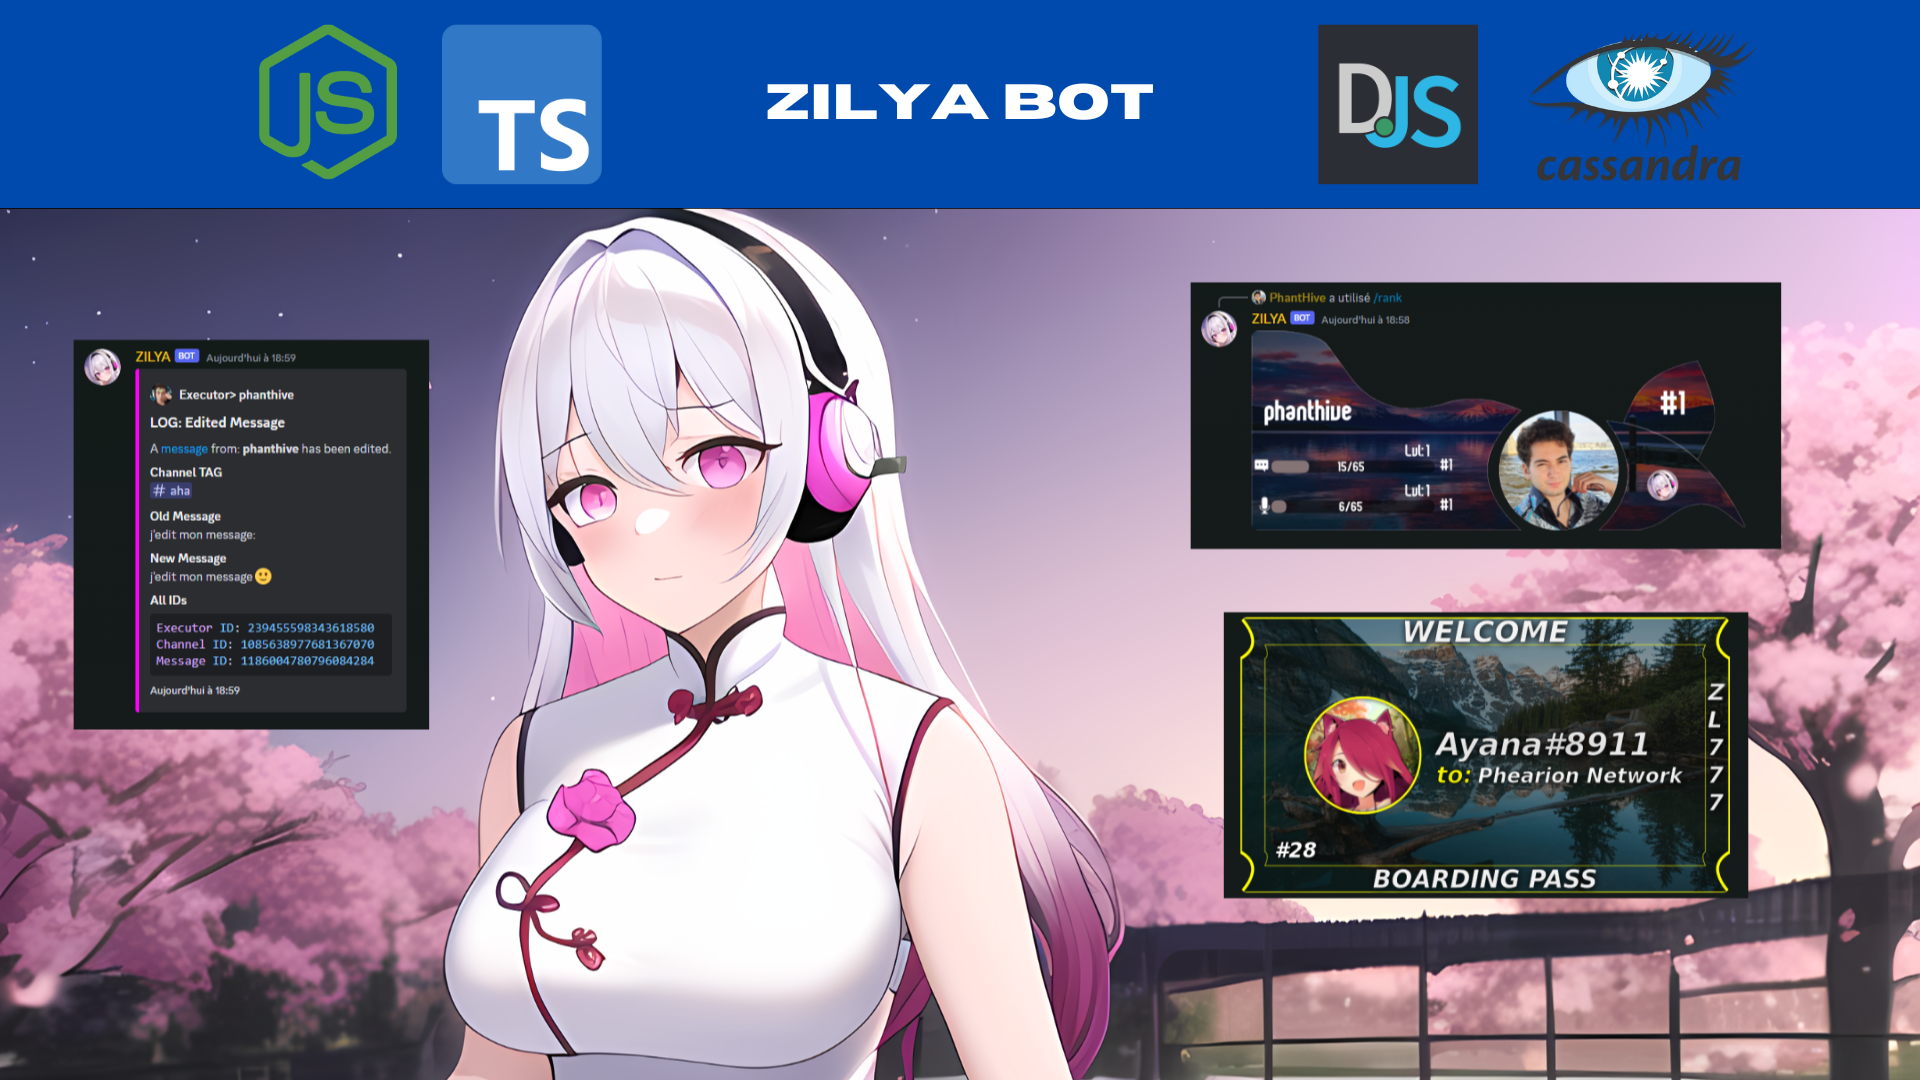 JS
TS
ZILYA BOT
DJS
cassandra
ZILYA BOT Aujourd'hui à 18:59
Executor> phanthive
LOG: Edited Message
A message from: phanthive has been edited.
Channel TAG
# aha
Old Message
j'edit mon message:
New Message
j'edit mon message 🙂
All IDs
Executor ID: 239455598343618580
Channel ID: 1085638977681367070
Message ID: 1186004780796084284
Aujourd'hui à 18:59
PhantHive a utilisé /rank
ZILYA BOT Aujourd'hui à 18:58
phanthive
#1
15/65 Lvl:1 #1
6/65 Lvl:1 #1
WELCOME
Ayana#8911
to: Phearion Network
ZL777
#28
BOARDING PASS